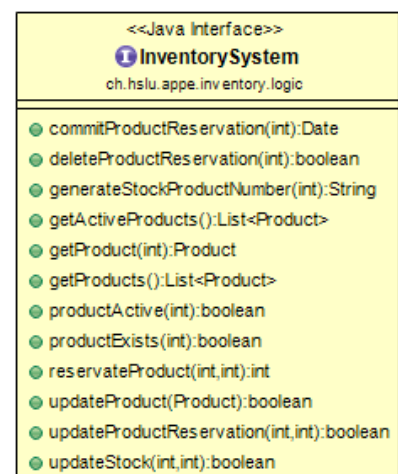 <<Java Interface>>
InventorySystem
ch.hslu.appe.inventory.logic
commitProductReservation(int):Date
deleteProductReservation(int):boolean
generateStockProductNumber(int):String
getActiveProducts():List<Product>
getProduct(int):Product
getProducts():List<Product>
productActive(int):boolean
productExists(int):boolean
reservateProduct(int,int):int
updateProduct(Product):boolean
updateProductReservation(int,int):boolean
updateStock(int,int):boolean